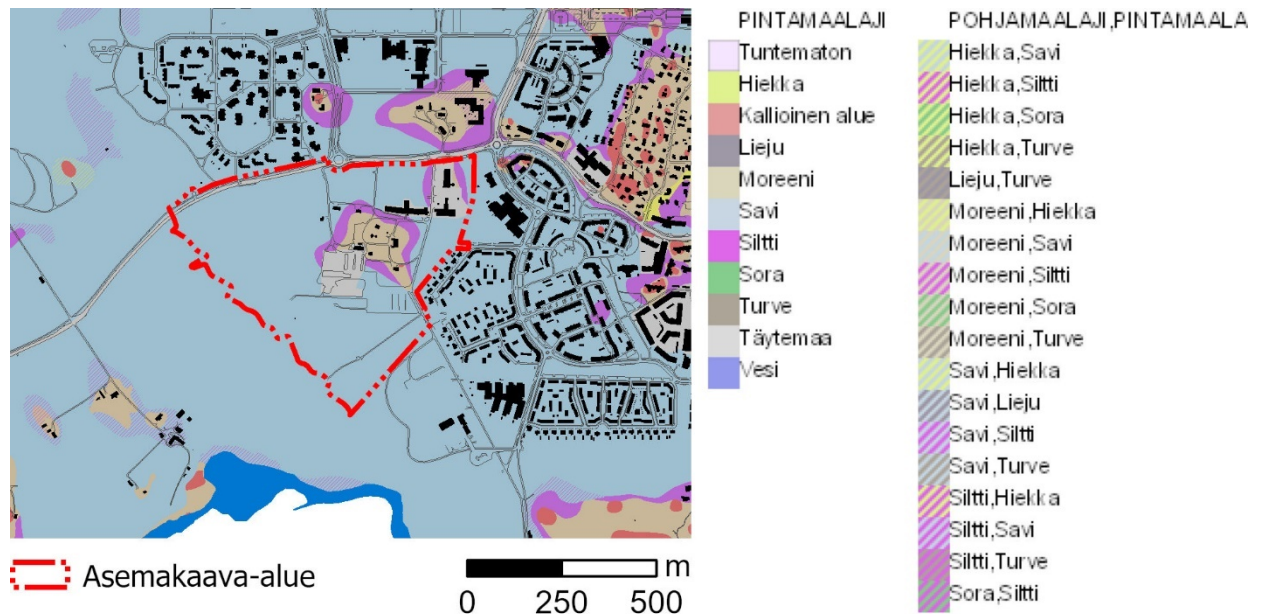 PINTAMAALAJI
Tuntematon
Hiekka
Kallioinen alue
Lieju
Moreeni
Savi
Siltti
Sora
Turve
Täytemaa
Vesi
POHJAMAALAJI,PINTAMAALA
Hiekka,Savi
Hiekka,Siltti
Hiekka,Sora
Hiekka,Turve
Lieju,Turve
Moreeni,Hiekka
Moreeni,Savi
Moreeni,Siltti
Moreeni,Sora
Moreeni,Turve
Savi,Hiekka
Savi,Lieju
Savi,Siltti
Savi,Turve
Siltti,Hiekka
Siltti,Savi
Siltti,Turve
Sora,Siltti
Asemakaava-alue
m
0 250 500